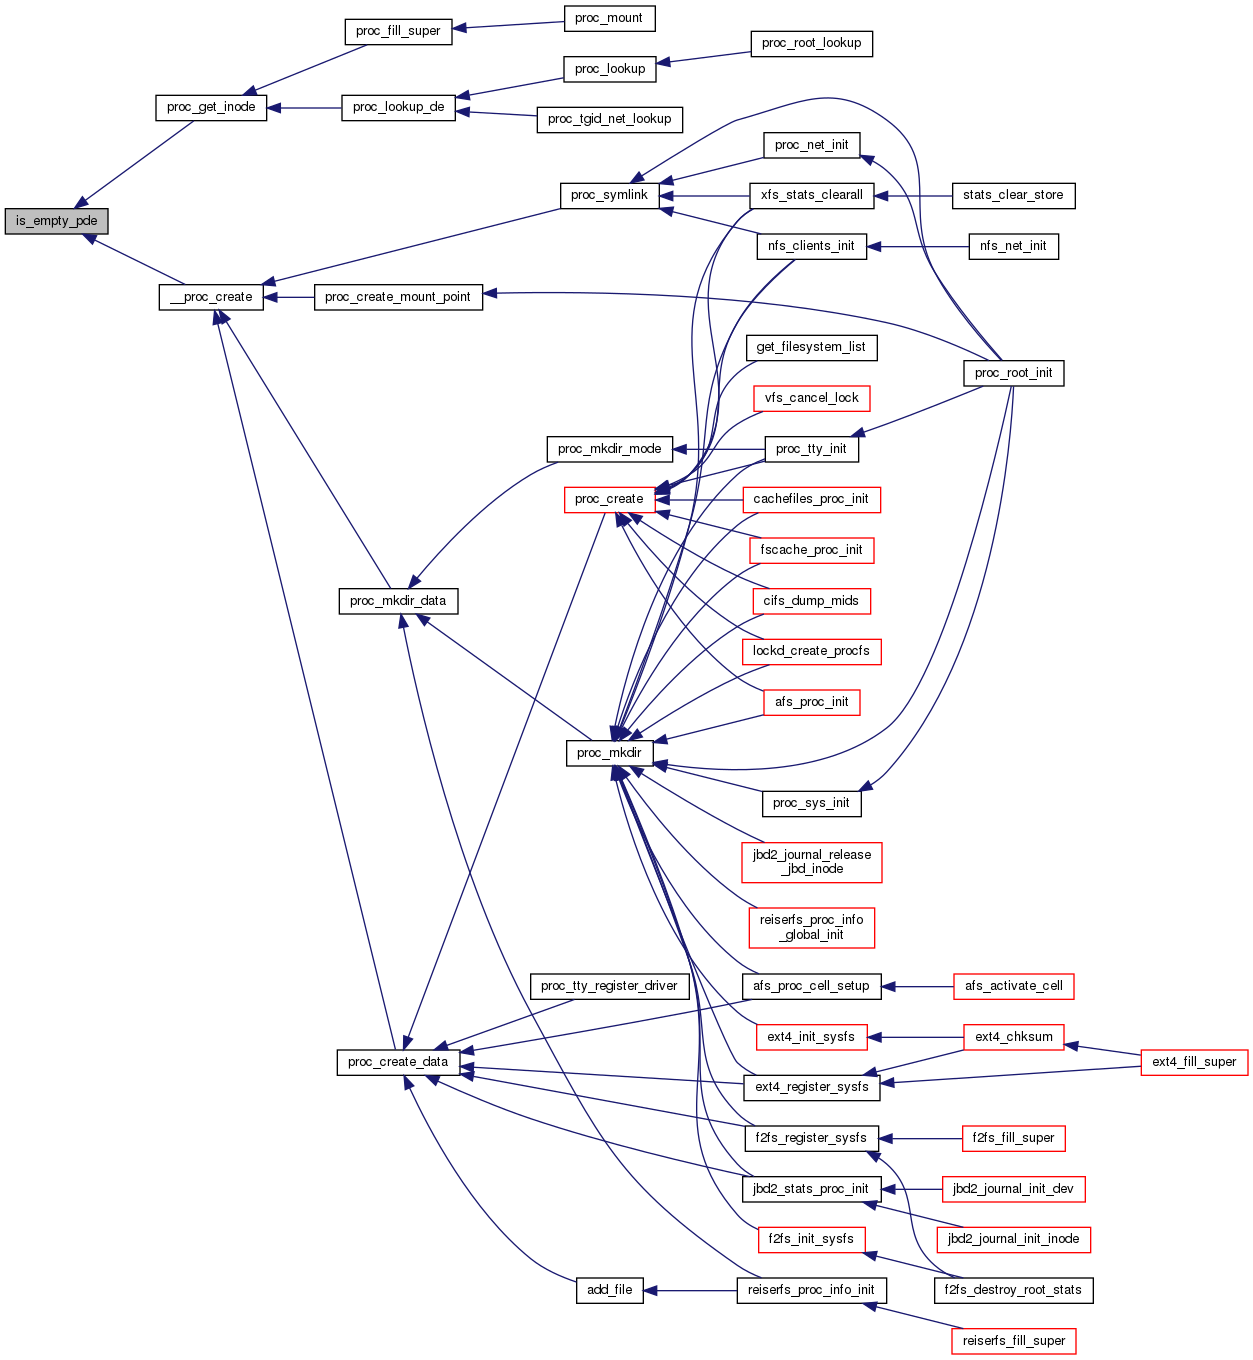 proc_mount
proc_fill_super
proc_root_lookup
proc_lookup
proc_get_inode
proc_lookup_de
proc_tgid_net_lookup
proc_net_init
proc_symlink
xfs_stats_clearall
stats_clear_store
is_empty_pde
nfs_clients_init
nfs_net_init
__proc_create
proc_create_mount_point
get_filesystem_list
proc_root_init
vfs_cancel_lock
proc_mkdir_mode
proc_tty_init
proc_create
cachefiles_proc_init
fscache_proc_init
proc_mkdir_data
cifs_dump_mids
lockd_create_procfs
afs_proc_init
proc_mkdir
proc_sys_init
jbd2_journal_release
_jbd_inode
reiserfs_proc_info
_global_init
proc_tty_register_driver
afs_proc_cell_setup
afs_activate_cell
ext4_init_sysfs
ext4_chksum
proc_create_data
ext4_fill_super
ext4_register_sysfs
f2fs_register_sysfs
f2fs_fill_super
jbd2_stats_proc_init
jbd2_journal_init_dev
f2fs_init_sysfs
jbd2_journal_init_inode
add_file
reiserfs_proc_info_init
f2fs_destroy_root_stats
reiserfs_fill_super